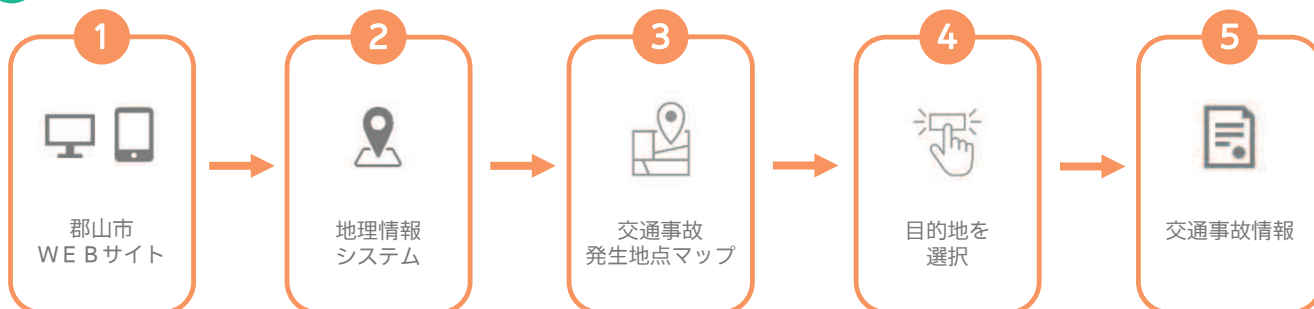 1
郡山市
ＷＥＢサイト
2
地理情報
システム
3
交通事故
発生地点マップ
4
目的地を
選択
5
交通事故情報